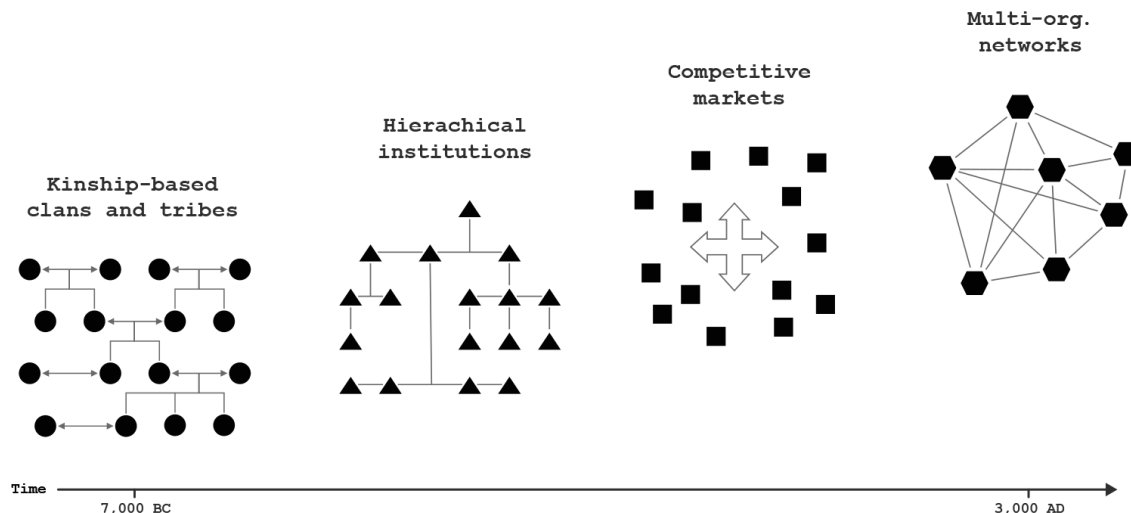 Multi-org.
networks
Competitive
markets
Hierachical
institutions
Kinship-based
clans and tribes
Time
7,000 BC
3,000 AD